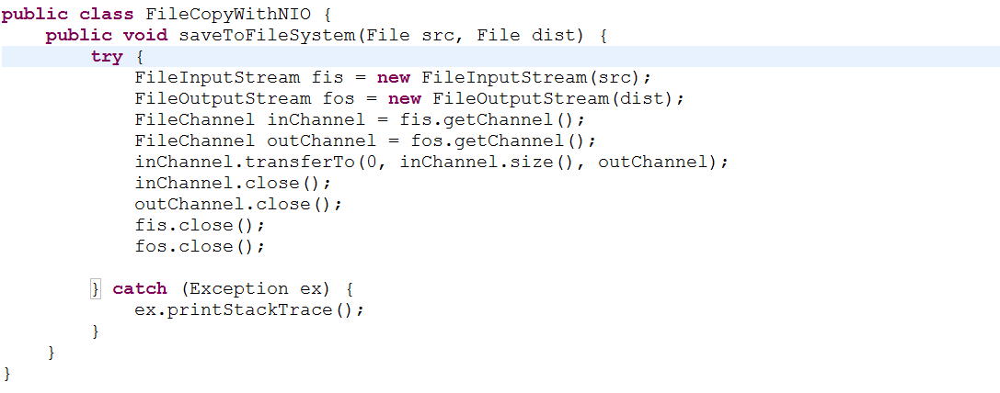 public class FileCopyWithNIO {
    public void saveToFileSystem(File src, File dist) {
        try {
            FileInputStream fis = new FileInputStream(src);
            FileOutputStream fos = new FileOutputStream(dist);
            FileChannel inChannel = fis.getChannel();
            FileChannel outChannel = fos.getChannel();
            inChannel.transferTo(0, inChannel.size(), outChannel);
            inChannel.close();
            outChannel.close();
            fis.close();
            fos.close();

        } catch (Exception ex) {
            ex.printStackTrace();
        }
    }
}